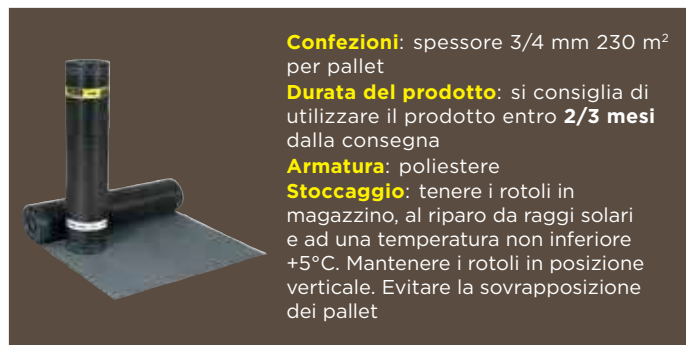 Confezioni: spessore 3/4 mm 230 m²
per pallet
Durata del prodotto: si consiglia di
utilizzare il prodotto entro 2/3 mesi
dalla consegna
Armatura: poliestere
Stoccaggio: tenere i rotoli in
magazzino, al riparo da raggi solari
e ad una temperatura non inferiore
+5°C. Mantenere i rotoli in posizione
verticale. Evitare la sovrapposizione
dei pallet